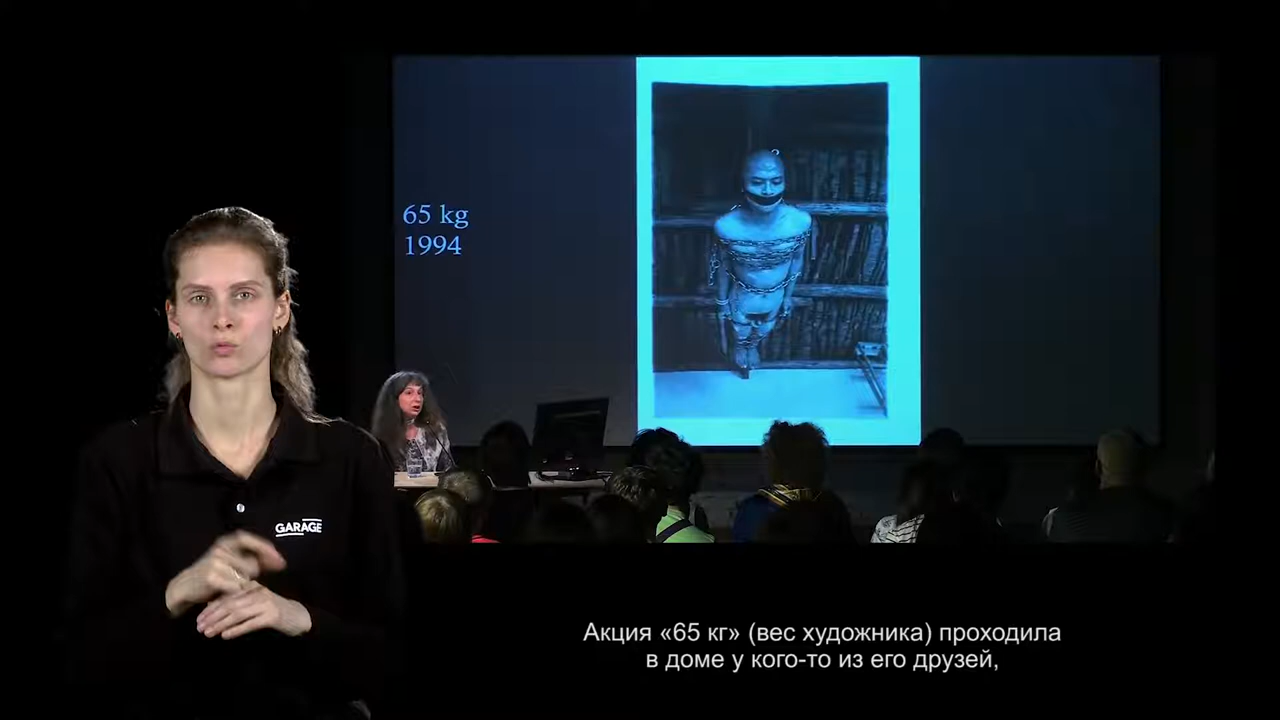 65 kg
1994
GARAGE
Акция «65 кг» (вес художника) проходила
в доме у кого-то из его друзей,